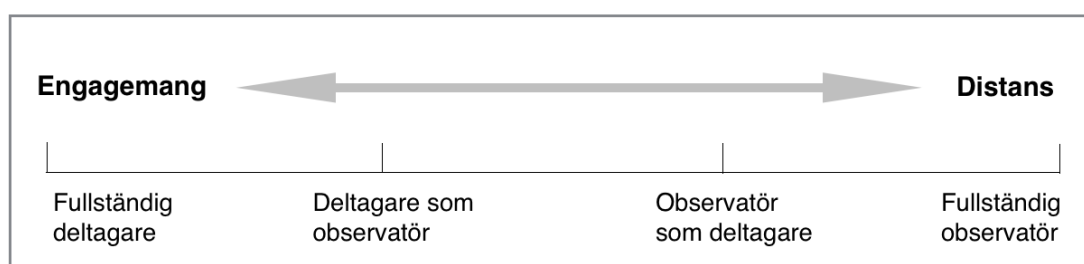 Engagemang Distans
Fullständig deltagare
Deltagare som observatör
Observatör som deltagare
Fullständig observatör